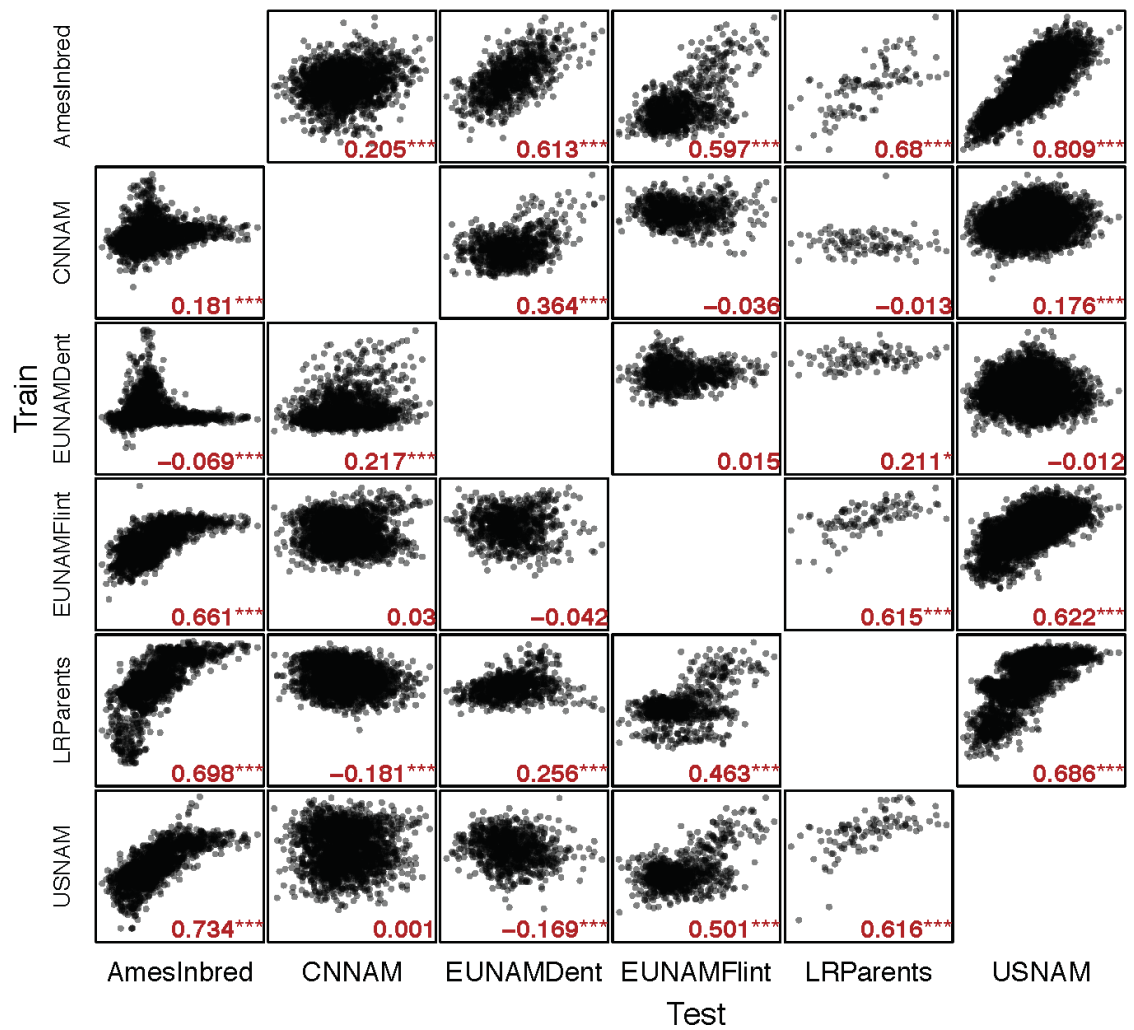 AmesInbred
0.205*** 0.613*** 0.597*** 0.68*** 0.809***
CNNAM
0.181*** 0.364*** −0.036 −0.013 0.176***
Train
EUNAMDent
−0.069*** 0.217*** 0.015 0.211* −0.012
EUNAMFlint
0.661*** 0.03 −0.042 0.615*** 0.622***
LRParents
0.698*** −0.181*** 0.256*** 0.463*** 0.686***
USNAM
0.734*** 0.001 −0.169*** 0.501*** 0.616***
AmesInbred CNNAM EUNAMDent EUNAMFlint LRParents USNAM
Test